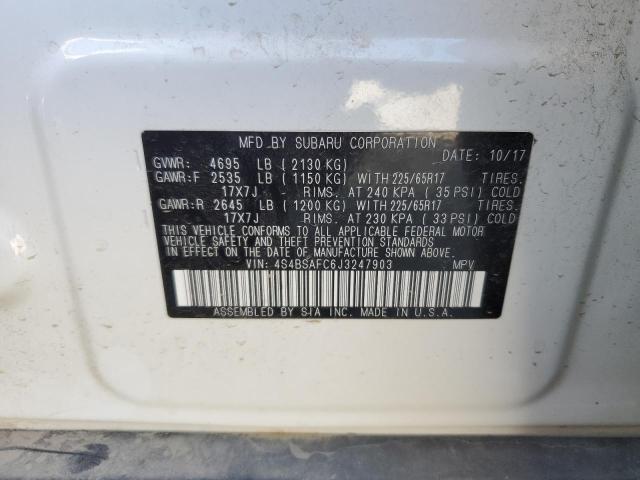 MFD.BY SUBARU CORPORATION
GVWR: 4695 LB (2130 KG) DATE: 10/17
GAWR:F 2535 LB (1150 KG) WITH 225/65R17 TIRES.
17X7J RIMS. AT 240 KPA (35 PSI) COLD
GAWR:R 2645 LB (1200 KG) WITH 225/65R17 TIRES.
17X7J RIMS. AT 230 KPA (33 PSI) COLD
THIS VEHICLE CONFORMS TO ALL APPLICABLE FEDERAL MOTOR
VEHICLE SAFETY AND THEFT PREVENTION STANDARDS
IN EFFECT ON THE DATE OF MANUFACTURE SHOWN ABOVE.
VIN: 4S4BSAFC6J3247903 MPV
ASSEMBLED BY SIA INC. MADE IN U.S.A.